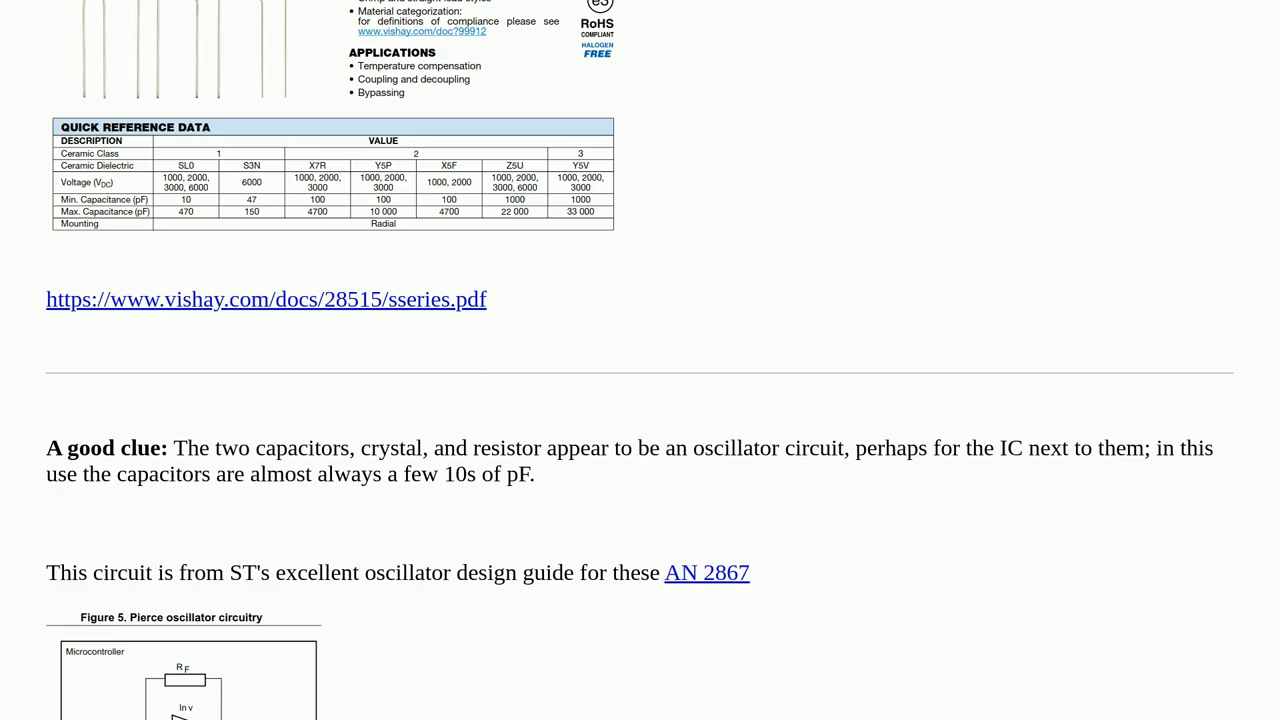 e3
• Material categorization:
for definitions of compliance please see
www.vishay.com/doc?99912
RoHS
COMPLIANT
HALOGEN
FREE
APPLICATIONS
• Temperature compensation
• Coupling and decoupling
• Bypassing
QUICK REFERENCE DATA
DESCRIPTION VALUE
Ceramic Class 1 2 3
Ceramic Dielectric SL0 S3N X7R Y5P X5F Z5U Y5V
Voltage (VDC) 1000, 2000, 3000, 6000 6000 1000, 2000, 3000 1000, 2000, 3000 1000, 2000 1000, 2000, 3000, 6000 1000, 2000, 3000
Min. Capacitance (pF) 10 47 100 100 100 1000 1000
Max. Capacitance (pF) 470 150 4700 10 000 4700 22 000 33 000
Mounting Radial
https://www.vishay.com/docs/28515/sseries.pdf
A good clue: The two capacitors, crystal, and resistor appear to be an oscillator circuit, perhaps for the IC next to them; in this
use the capacitors are almost always a few 10s of pF.
This circuit is from ST's excellent oscillator design guide for these AN 2867
Figure 5. Pierce oscillator circuitry
Microcontroller
RF
Inv